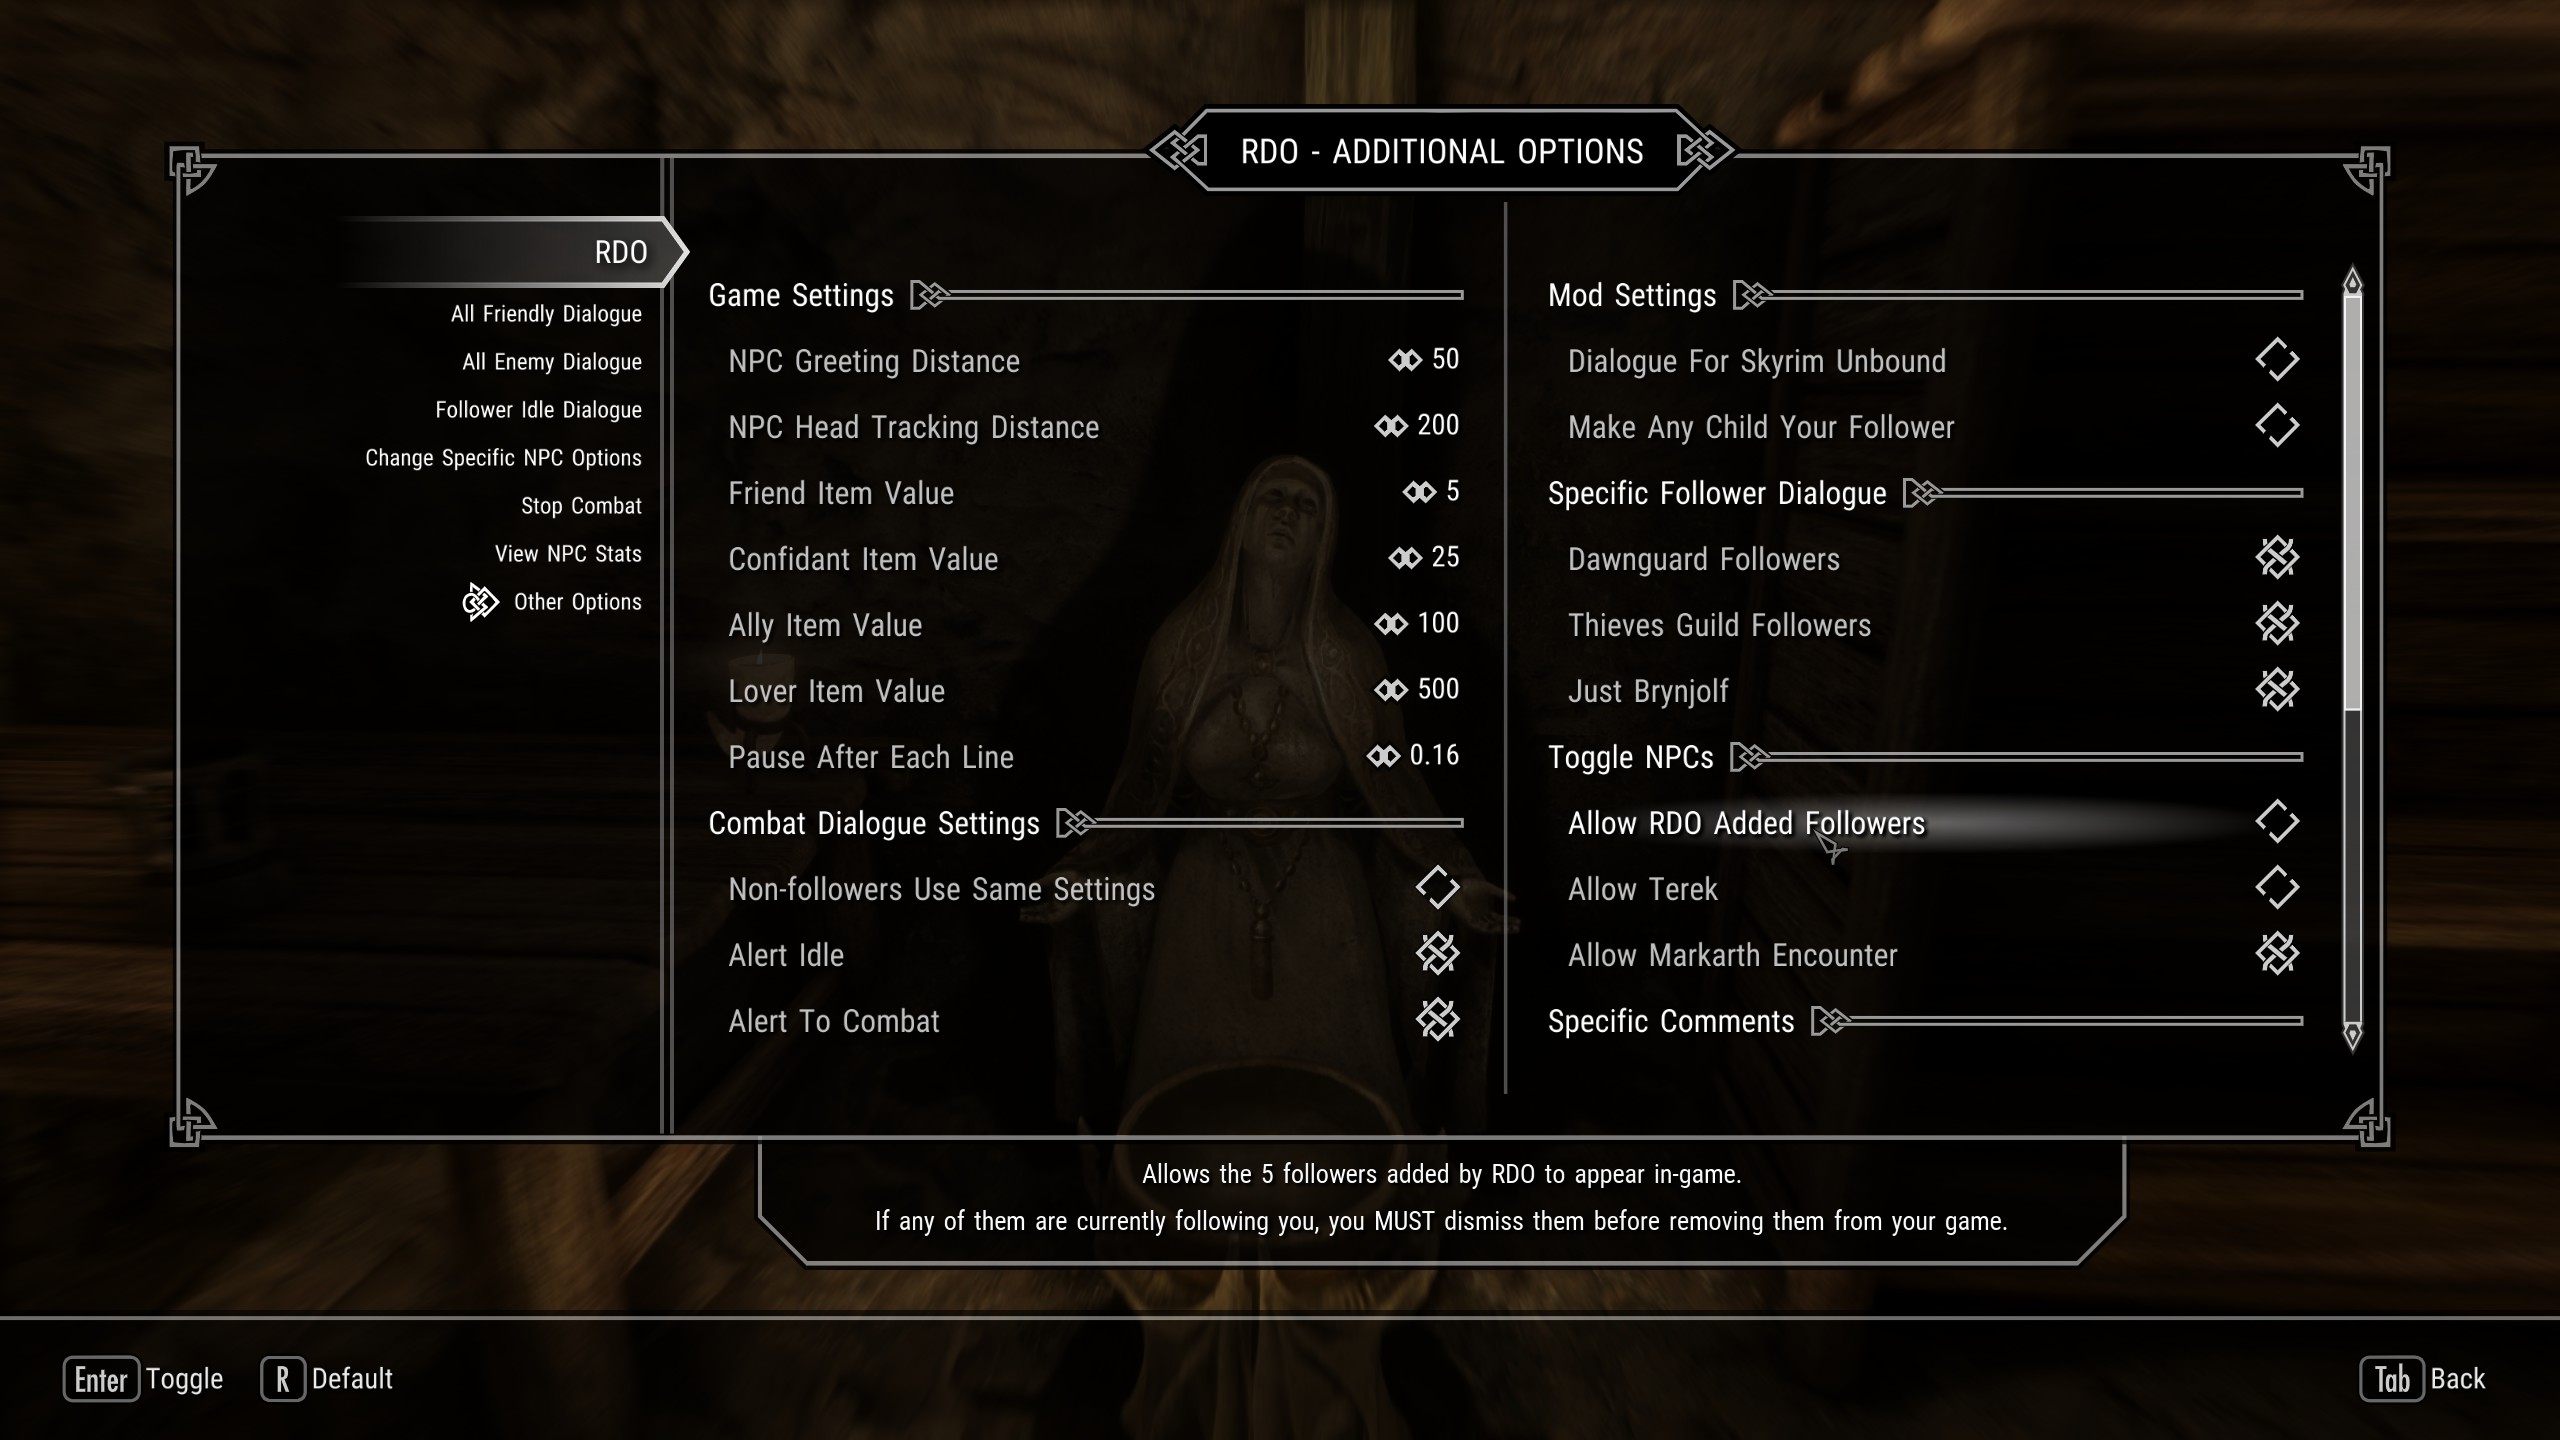 RDO - ADDITIONAL OPTIONS
RDO
All Friendly Dialogue
All Enemy Dialogue
Follower Idle Dialogue
Change Specific NPC Options
Stop Combat
View NPC Stats
Other Options
Game Settings
NPC Greeting Distance 50
NPC Head Tracking Distance 200
Friend Item Value 5
Confidant Item Value 25
Ally Item Value 100
Lover Item Value 500
Pause After Each Line 0.16
Combat Dialogue Settings
Non-followers Use Same Settings
Alert Idle
Alert To Combat
Mod Settings
Dialogue For Skyrim Unbound
Make Any Child Your Follower
Specific Follower Dialogue
Dawnguard Followers
Thieves Guild Followers
Just Brynjolf
Toggle NPCs
Allow RDO Added Followers
Allow Terek
Allow Markarth Encounter
Specific Comments
Allows the 5 followers added by RDO to appear in-game.
If any of them are currently following you, you MUST dismiss them before removing them from your game.
Enter Toggle R Default Tab Back